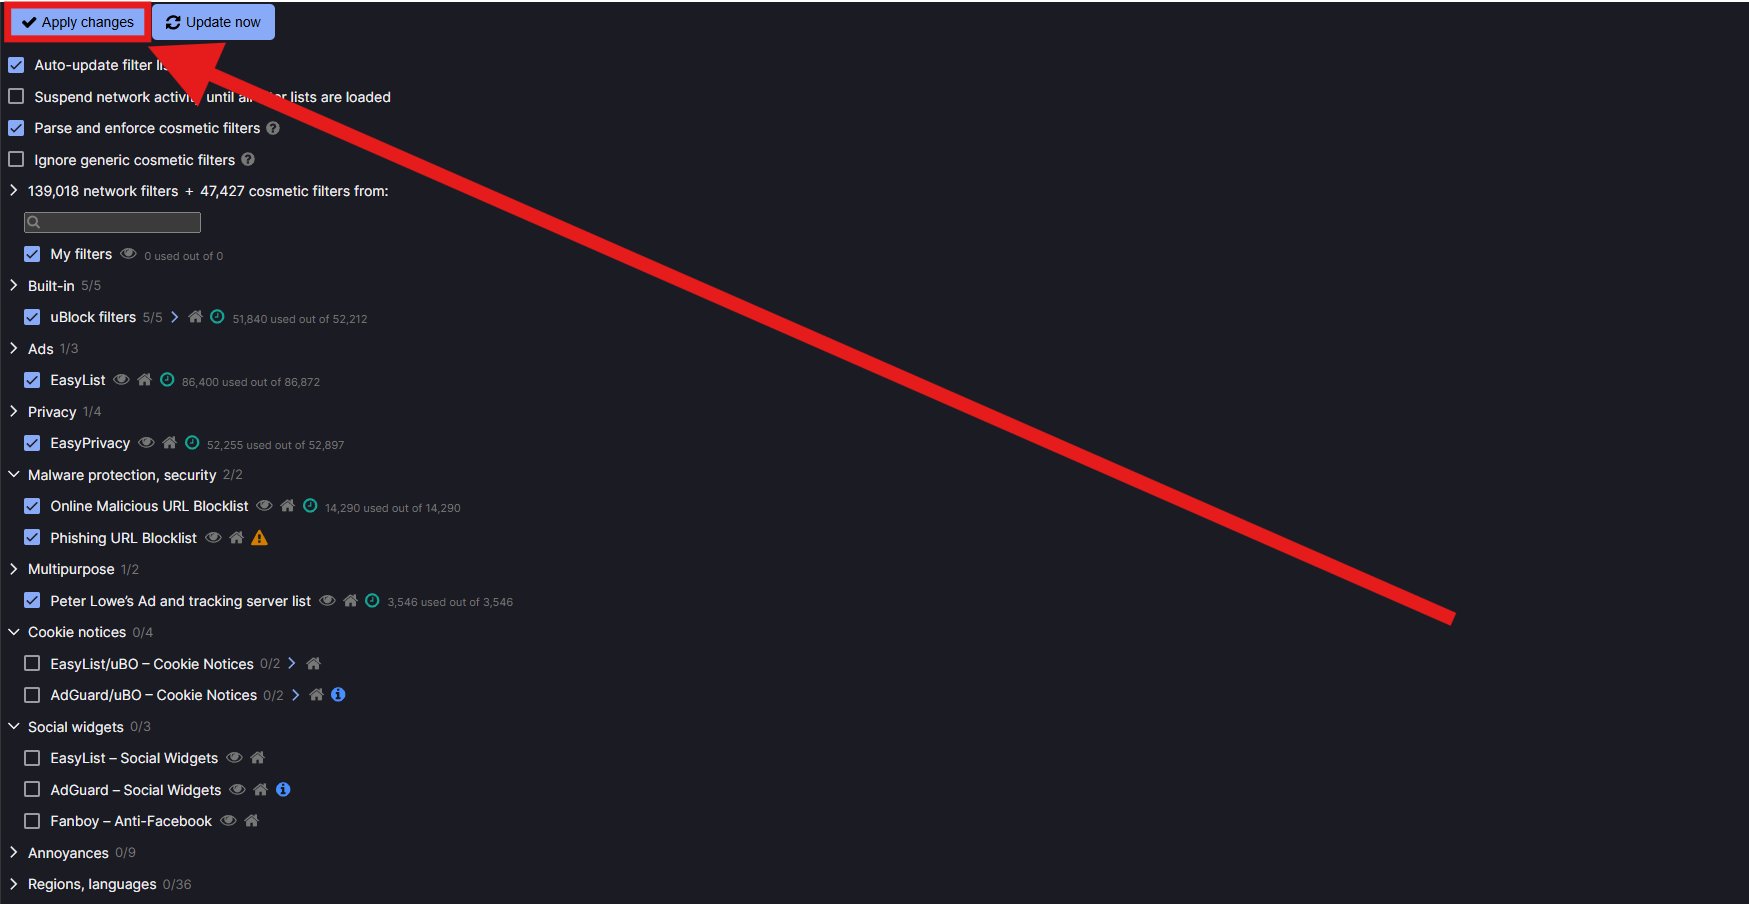 Apply changes
Update now
Auto-update filter lis
Suspend network activity until all filter lists are loaded
Parse and enforce cosmetic filters
Ignore generic cosmetic filters
139,018 network filters + 47,427 cosmetic filters from:
My filters 0 used out of 0
Built-in 5/5
uBlock filters 5/5 51,840 used out of 52,212
Ads 1/3
EasyList 86,400 used out of 86,872
Privacy 1/4
EasyPrivacy 52,255 used out of 52,897
Malware protection, security 2/2
Online Malicious URL Blocklist 14,290 used out of 14,290
Phishing URL Blocklist
Multipurpose 1/2
Peter Lowe's Ad and tracking server list 3,546 used out of 3,546
Cookie notices 0/4
EasyList/uBO – Cookie Notices 0/2
AdGuard/uBO – Cookie Notices 0/2
Social widgets 0/3
EasyList – Social Widgets
AdGuard – Social Widgets
Fanboy – Anti-Facebook
Annoyances 0/9
Regions, languages 0/36